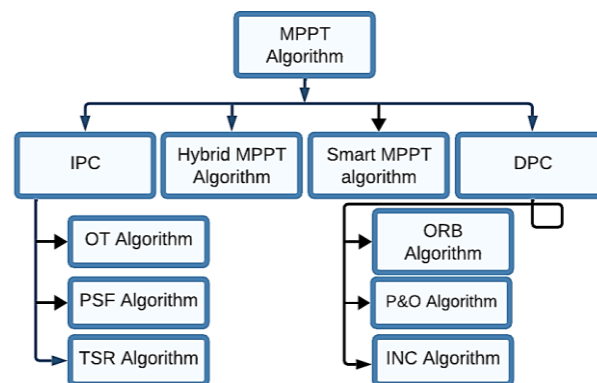 MPPT
Algorithm
IPC
Hybrid MPPT
Algorithm
Smart MPPT
algorithm
DPC
OT Algorithm
PSF Algorithm
TSR Algorithm
ORB
Algorithm
P&O Algorithm
INC Algorithm